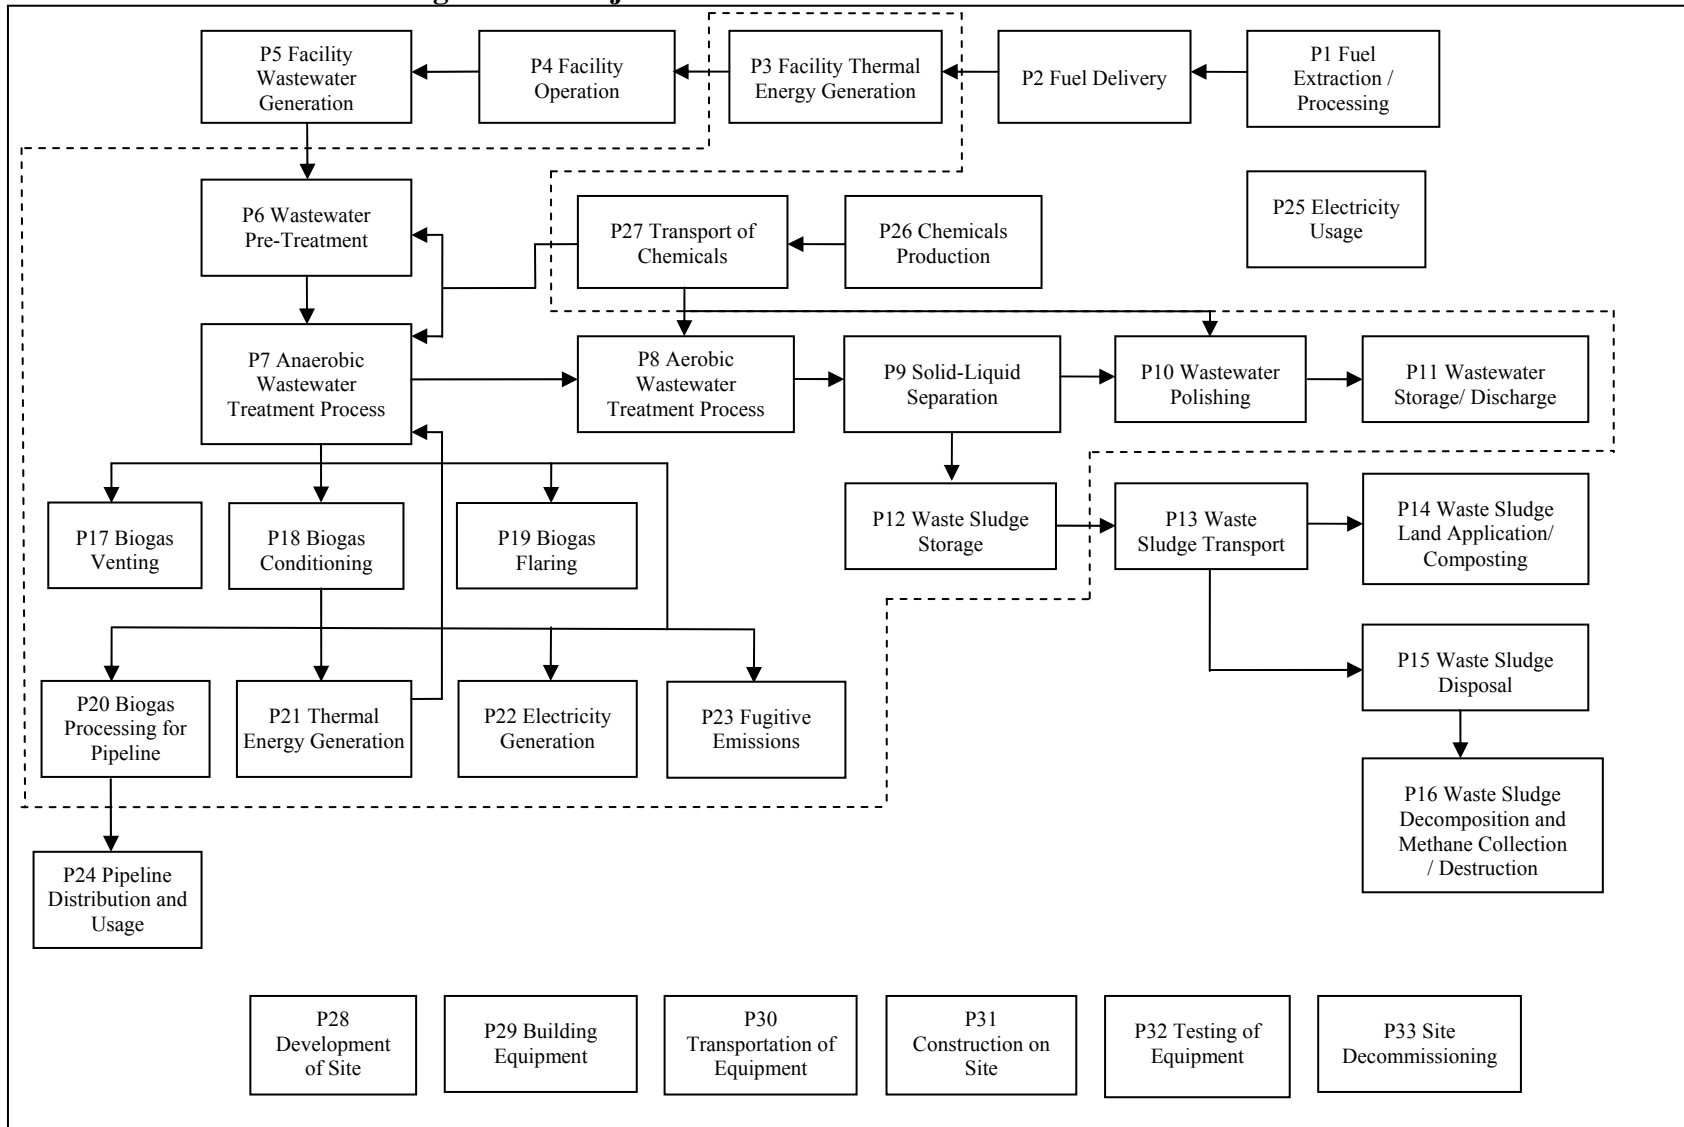 P5 Facility
Wastewater
Generation
P4 Facility
Operation
P3 Facility Thermal
Energy Generation
P2 Fuel Delivery
P1 Fuel
Extraction /
Processing
P6 Wastewater
Pre-Treatment
P27 Transport of
Chemicals
P26 Chemicals
Production
P25 Electricity
Usage
P7 Anaerobic
Wastewater
Treatment Process
P8 Aerobic
Wastewater
Treatment Process
P9 Solid-Liquid
Separation
P10 Wastewater
Polishing
P11 Wastewater
Storage/ Discharge
P17 Biogas
Venting
P18 Biogas
Conditioning
P19 Biogas
Flaring
P12 Waste Sludge
Storage
P13 Waste
Sludge Transport
P14 Waste Sludge
Land Application/
Composting
P15 Waste Sludge
Disposal
P20 Biogas
Processing for
Pipeline
P21 Thermal
Energy Generation
P22 Electricity
Generation
P23 Fugitive
Emissions
P16 Waste Sludge
Decomposition and
Methane Collection
/ Destruction
P24 Pipeline
Distribution and
Usage
P28
Development
of Site
P29 Building
Equipment
P30
Transportation of
Equipment
P31
Construction on
Site
P32 Testing of
Equipment
P33 Site
Decommissioning